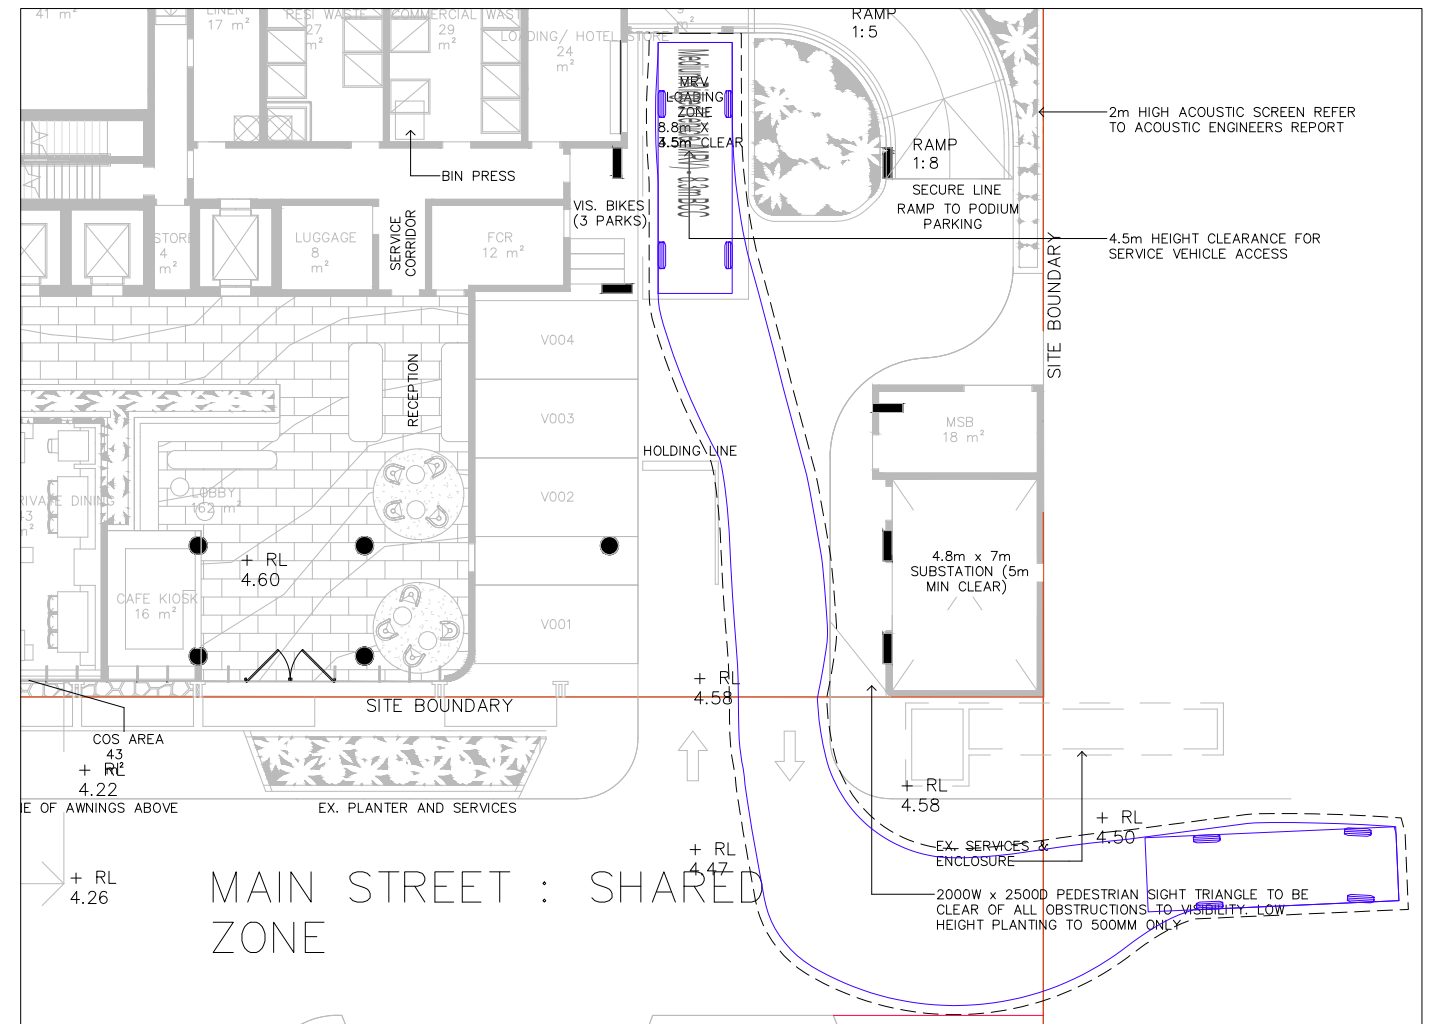 41 m²
LINEN
17 m²
RESI WASTE
27
m²
COMMERCIAL WAST
29
m²
LOADING/ HOTEL STORE
24
m²
m²
RAMP
1:5
MRV
LOADING
ZONE
8.8m X
CLEAR
RAMP
1:8
2m HIGH ACOUSTIC SCREEN REFER
TO ACOUSTIC ENGINEERS REPORT
BIN PRESS
SECURE LINE
RAMP TO PODIUM
PARKING
VIS. BIKES
(3 PARKS)
4.5m HEIGHT CLEARANCE FOR
SERVICE VEHICLE ACCESS
STORE
4
m²
LUGGAGE
8
m²
SERVICE
CORRIDOR
FCR
12 m²
SITE BOUNDARY
V004
RECEPTION
V003
MSB
18 m²
HOLDING LINE
LOBBY
162 m²
RIVATE DINING
43
m²
V002
4.8m x 7m
SUBSTATION (5m
MIN CLEAR)
+ RL
4.60
CAFE KIOSK
16 m²
V001
+ RL
4.58
SITE BOUNDARY
COS AREA
43
m²
+ RL
4.22
NE OF AWNINGS ABOVE
EX. PLANTER AND SERVICES
+ RL
4.58
+ RL
4.50
EX. SERVICES &
ENCLOSURE
+ RL
4.47
+ RL
4.26
MAIN STREET : SHARED
ZONE
2000W x 2500D PEDESTRIAN SIGHT TRIANGLE TO BE
CLEAR OF ALL OBSTRUCTIONS TO VISIBILITY. LOW
HEIGHT PLANTING TO 500MM ONLY